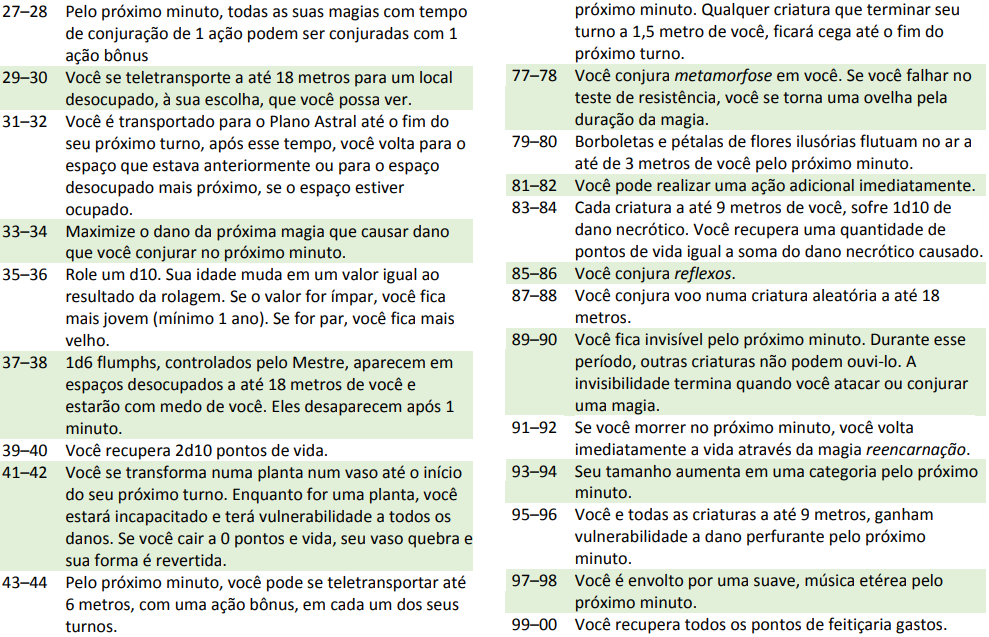 27–28 Pelo próximo minuto, todas as suas magias com tempo
de conjuração de 1 ação podem ser conjuradas com 1
ação bônus
29–30 Você se teletransporte a até 18 metros para um local
desocupado, à sua escolha, que você possa ver.
31–32 Você é transportado para o Plano Astral até o fim do
seu próximo turno, após esse tempo, você volta para o
espaço que estava anteriormente ou para o espaço
desocupado mais próximo, se o espaço estiver
ocupado.
33–34 Maximize o dano da próxima magia que causar dano
que você conjurar no próximo minuto.
35–36 Role um d10. Sua idade muda em um valor igual ao
resultado da rolagem. Se o valor for ímpar, você fica
mais jovem (mínimo 1 ano). Se for par, você fica mais
velho.
37–38 1d6 flumphs, controlados pelo Mestre, aparecem em
espaços desocupados a até 18 metros de você e
estarão com medo de você. Eles desaparecem após 1
minuto.
39–40 Você recupera 2d10 pontos de vida.
41–42 Você se transforma numa planta num vaso até o início
do seu próximo turno. Enquanto for uma planta, você
estará incapacitado e terá vulnerabilidade a todos os
danos. Se você cair a 0 pontos e vida, seu vaso quebra e
sua forma é revertida.
43–44 Pelo próximo minuto, você pode se teletransportar até
6 metros, com uma ação bônus, em cada um dos seus
turnos.
próximo minuto. Qualquer criatura que terminar seu
turno a 1,5 metro de você, ficará cega até o fim do
próximo turno.
77–78 Você conjura metamorfose em você. Se você falhar no
teste de resistência, você se torna uma ovelha pela
duração da magia.
79–80 Borboletas e pétalas de flores ilusórias flutuam no ar a
até de 3 metros de você pelo próximo minuto.
81–82 Você pode realizar uma ação adicional imediatamente.
83–84 Cada criatura a até 9 metros de você, sofre 1d10 de
dano necrótico. Você recupera uma quantidade de
pontos de vida igual a soma do dano necrótico causado.
85–86 Você conjura reflexos.
87–88 Você conjura voo numa criatura aleatória a até 18
metros.
89–90 Você fica invisível pelo próximo minuto. Durante esse
período, outras criaturas não podem ouvi-lo. A
invisibilidade termina quando você atacar ou conjurar
uma magia.
91–92 Se você morrer no próximo minuto, você volta
imediatamente a vida através da magia reencarnação.
93–94 Seu tamanho aumenta em uma categoria pelo próximo
minuto.
95–96 Você e todas as criaturas a até 9 metros, ganham
vulnerabilidade a dano perfurante pelo próximo
minuto.
97–98 Você é envolto por uma suave, música etérea pelo
próximo minuto.
99–00 Você recupera todos os pontos de feitiçaria gastos.